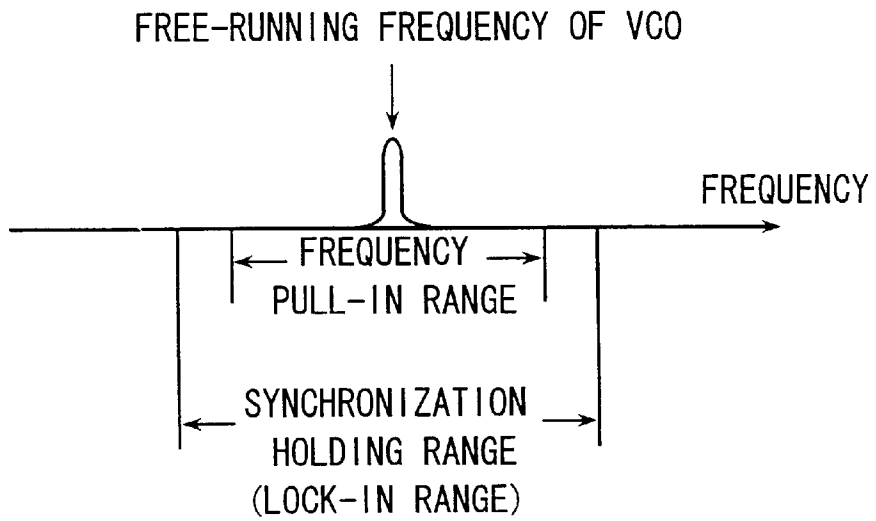 FREE-RUNNING FREQUENCY OF VCO
FREQUENCY
FREQUENCY
PULL-IN RANGE
SYNCHRONIZATION
HOLDING RANGE
(LOCK-IN RANGE)